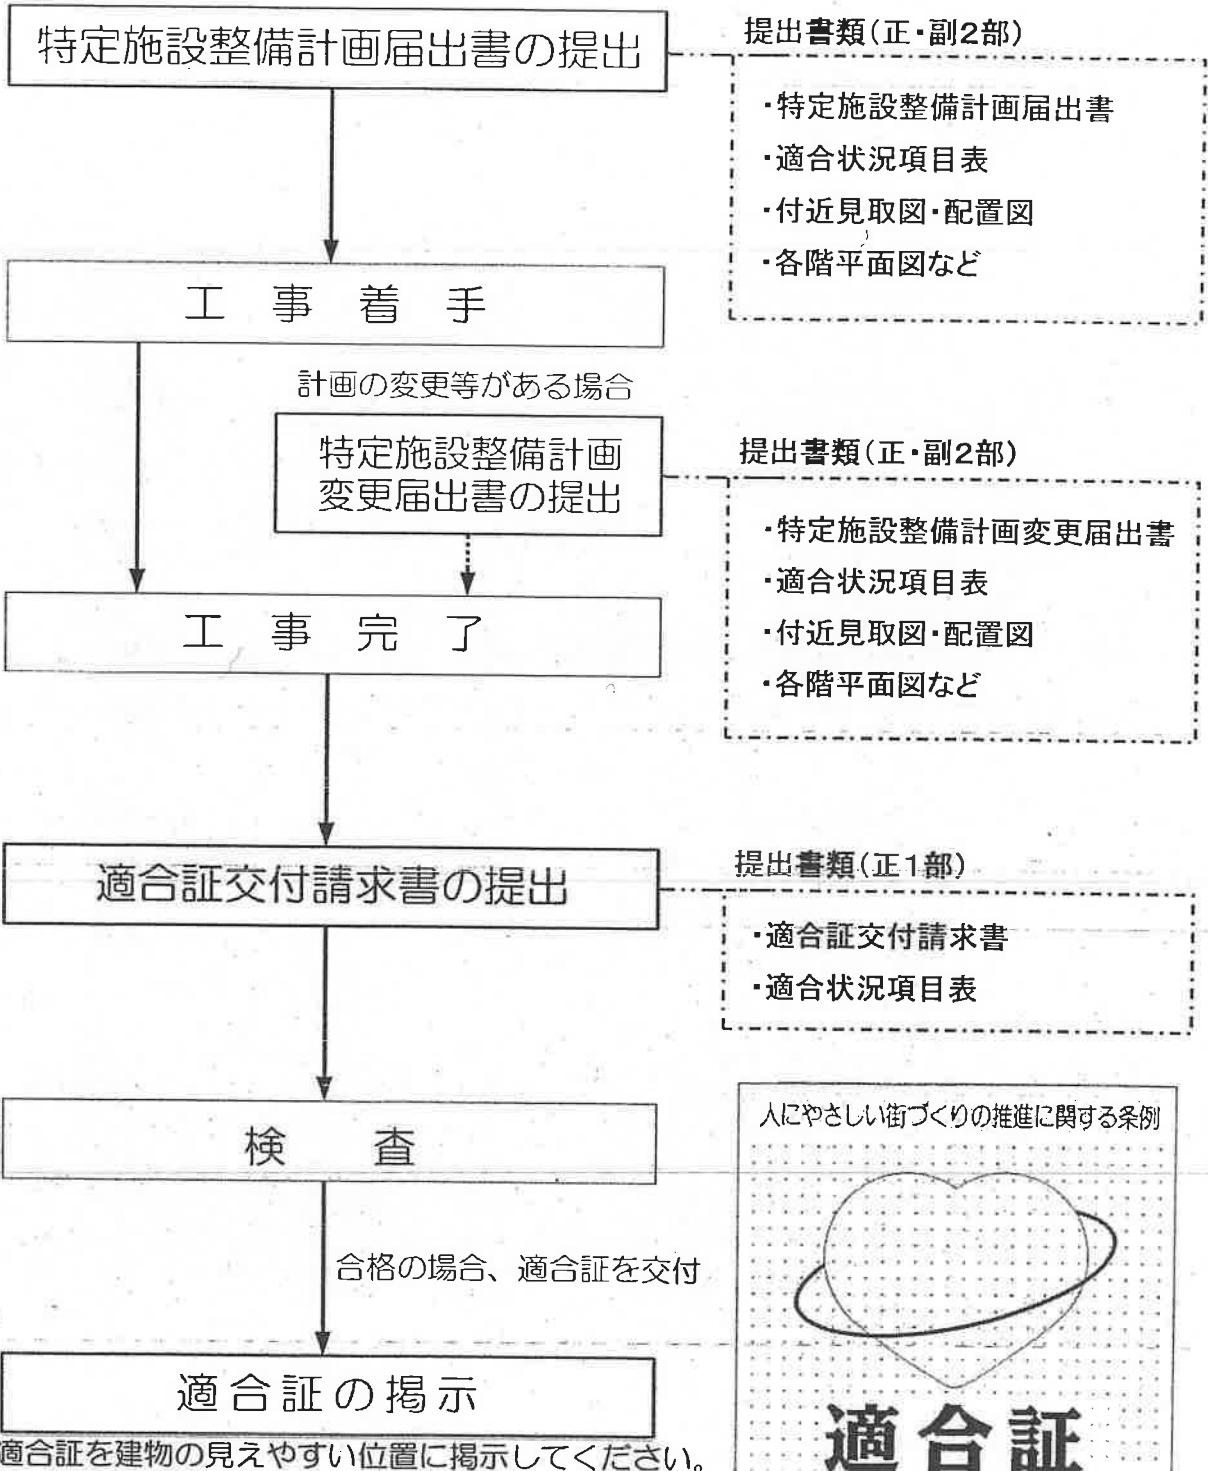 特定施設整備計画届出書の提出
提出書類(正・副2部)
・特定施設整備計画届出書
・適合状況項目表
・付近見取図・配置図
・各階平面図など
工事着手
計画の変更等がある場合
特定施設整備計画
変更届出書の提出
提出書類(正・副2部)
・特定施設整備計画変更届出書
・適合状況項目表
・付近見取図・配置図
・各階平面図など
工事完了
適合証交付請求書の提出
提出書類(正1部)
・適合証交付請求書
・適合状況項目表
検査
合格の場合、適合証を交付
適合証の掲示
適合証を建物の見えやすい位置に掲示してください。
人にやさしい街づくりの推進に関する条例
適合証